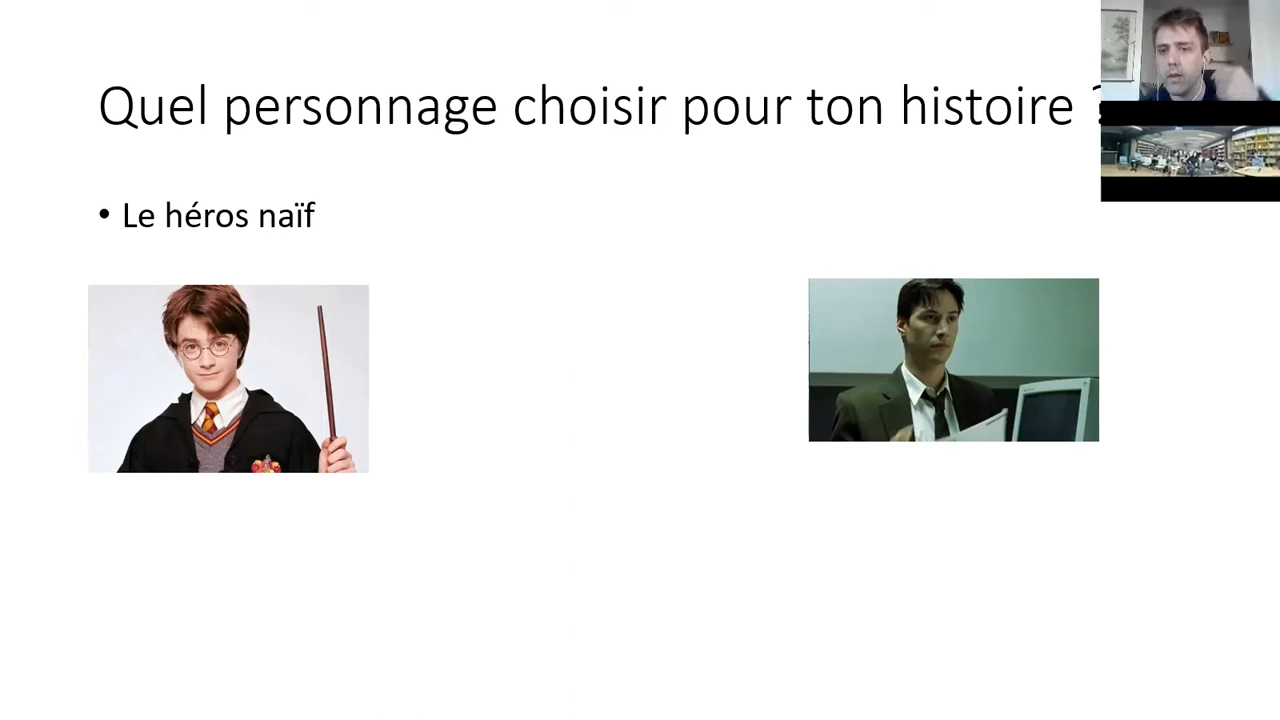 Quel personnage choisir pour ton histoire ?
• Le héros naïf